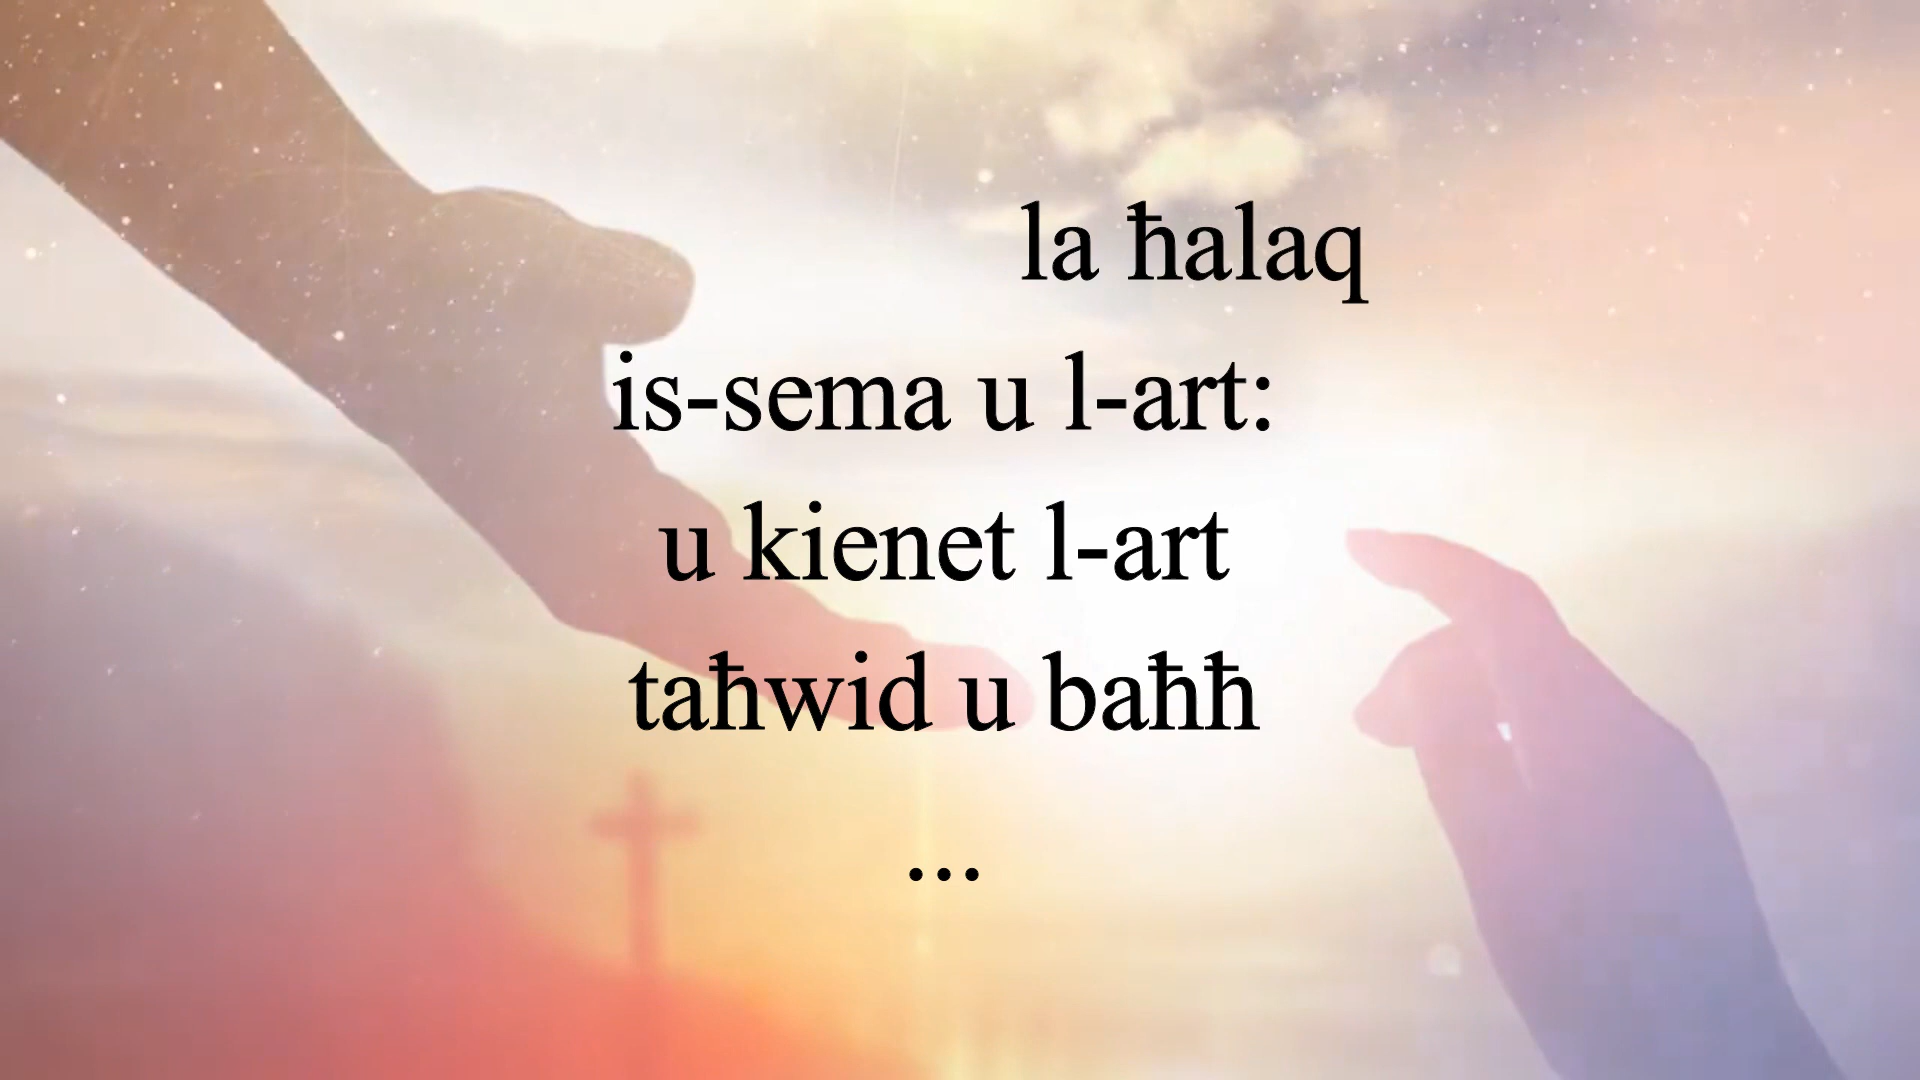 la ħalaq
is-sema u l-art:
u kienet l-art
taħwid u baħħ
...